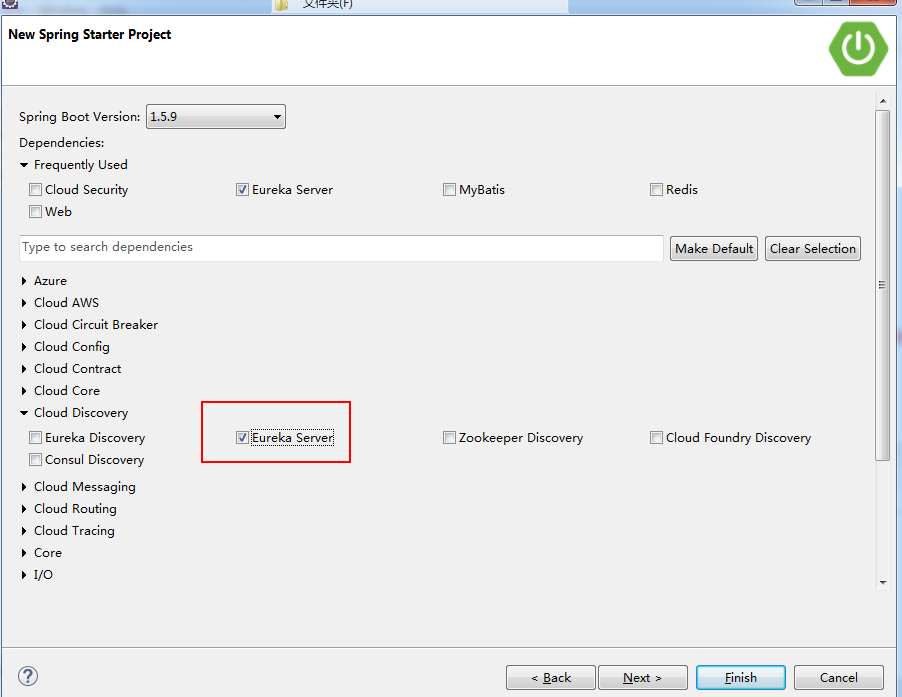 文件夹(F)
New Spring Starter Project
Spring Boot Version: 1.5.9
Dependencies:
Frequently Used
Cloud Security Eureka Server MyBatis Redis
Web
Type to search dependencies Make Default Clear Selection
Azure
Cloud AWS
Cloud Circuit Breaker
Cloud Config
Cloud Contract
Cloud Core
Cloud Discovery
Eureka Discovery Eureka Server Zookeeper Discovery Cloud Foundry Discovery
Consul Discovery
Cloud Messaging
Cloud Routing
Cloud Tracing
Core
I/O
? < Back Next > Finish Cancel